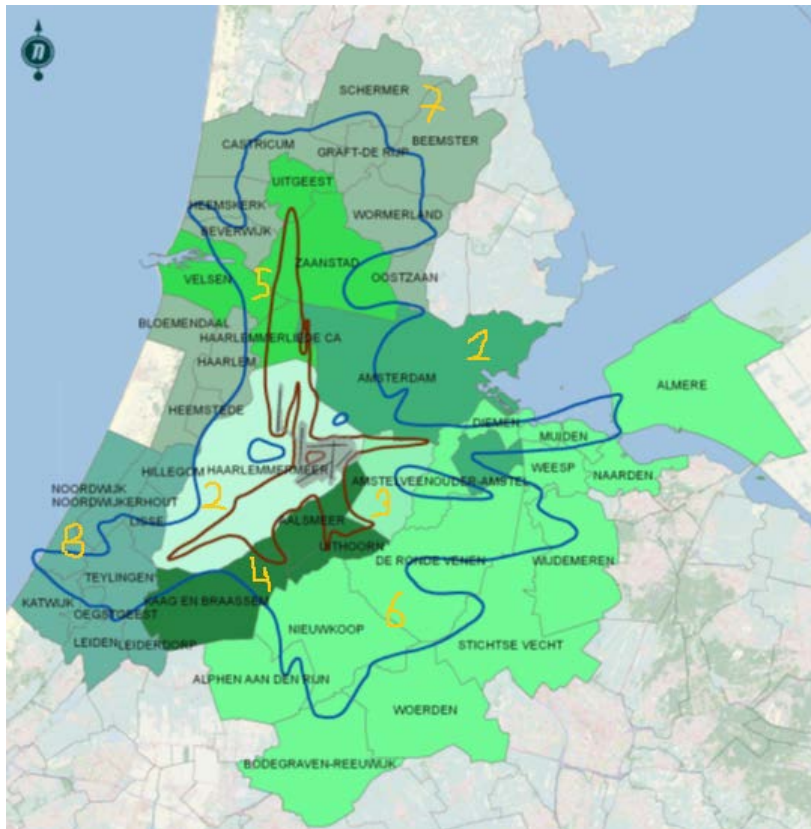 n
SCHERMER
7
BEEMSTER
CASTRICUM
GRAFT-DE RIJP
UITGEEST
HEEMSKERK
WORMERLAND
BEVERWIJK
ZAANSTAD
OOSTZAAN
VELSEN
5
BLOEMENDAAL
HAARLEMMERLIEDE CA
1
HAARLEM
AMSTERDAM
ALMERE
HEEMSTEDE
DIEMEN
MUIDEN
HILLEGOM
HAARLEMMERMEER
WEESP
NAARDEN
AMSTELVEEN
OUDER-AMSTEL
NOORDWIJK
NOORDWIJKERHOUT
2
3
LISSE
AALSMEER
8
UITHOORN
DE RONDE VENEN
WIJDEMEREN
TEYLINGEN
4
KATWIJK
KAAG EN BRAASSEM
6
OEGSTGEEST
NIEUWKOOP
LEIDEN
LEIDERDORP
STICHTSE VECHT
ALPHEN AAN DEN RIJN
WOERDEN
BODEGRAVEN-REEUWIJK